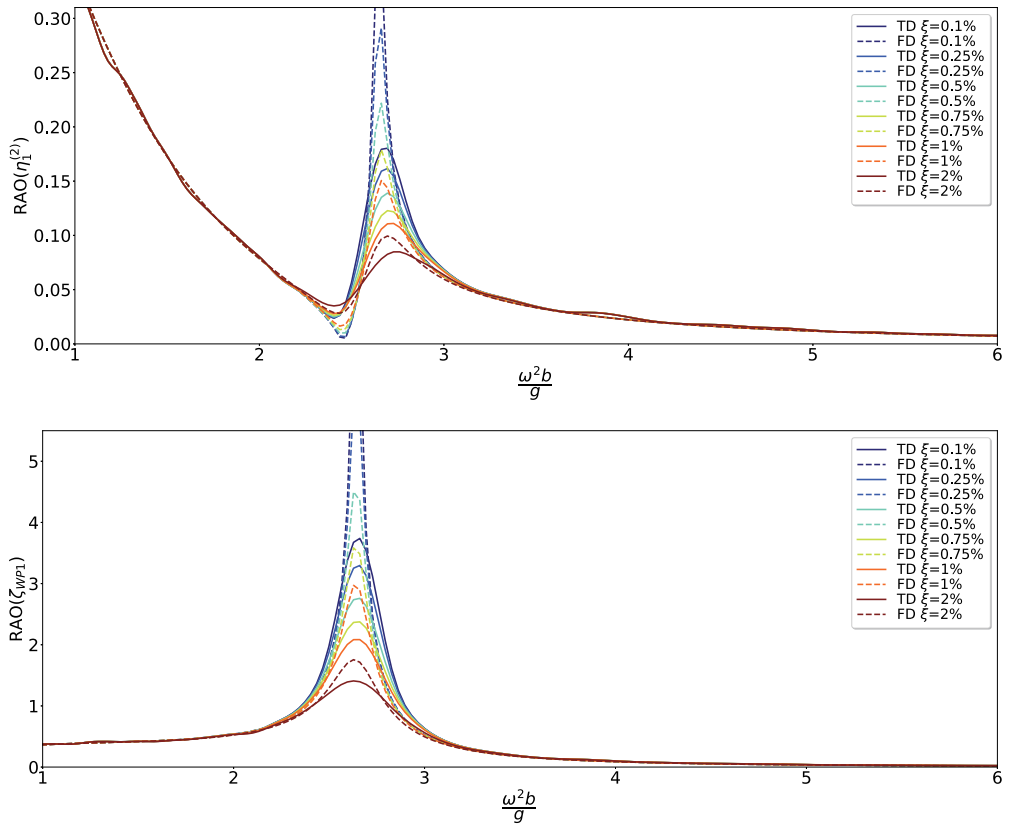 0.30
0.25
0.20
0.15
0.10
0.05
0.00
RAO(η₁⁽²⁾)
1 2 3 4 5 6
ω²b
g
TD ξ=0.1%
FD ξ=0.1%
TD ξ=0.25%
FD ξ=0.25%
TD ξ=0.5%
FD ξ=0.5%
TD ξ=0.75%
FD ξ=0.75%
TD ξ=1%
FD ξ=1%
TD ξ=2%
FD ξ=2%
5
4
3
2
1
0
RAO(ζ_WP1)
1 2 3 4 5 6
ω²b
g
TD ξ=0.1%
FD ξ=0.1%
TD ξ=0.25%
FD ξ=0.25%
TD ξ=0.5%
FD ξ=0.5%
TD ξ=0.75%
FD ξ=0.75%
TD ξ=1%
FD ξ=1%
TD ξ=2%
FD ξ=2%